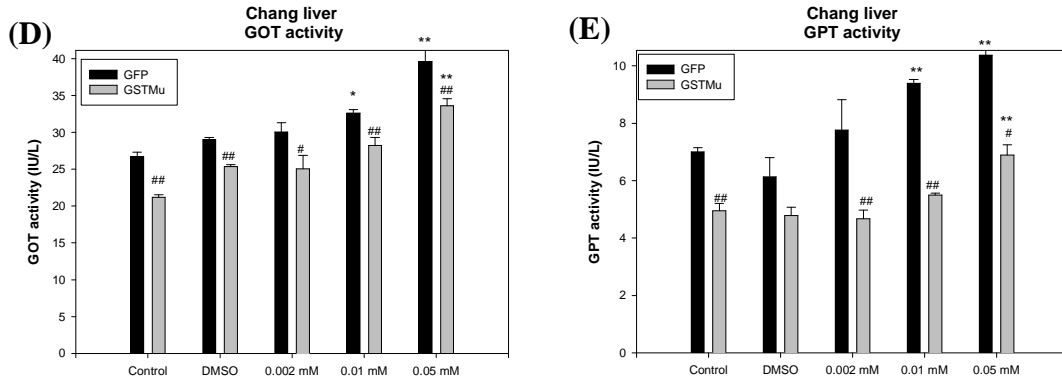 (D)
Chang liver
GOT activity
GOT activity (IU/L)
40
35
30
25
20
15
10
5
0
GFP
GSTMu
##
##
#
*
##
**
**
##
Control
DMSO
0.002 mM
0.01 mM
0.05 mM
(E)
Chang liver
GPT activity
GPT activity (IU/L)
10
8
6
4
2
0
GFP
GSTMu
##
##
**
##
**
**
#
Control
DMSO
0.002 mM
0.01 mM
0.05 mM